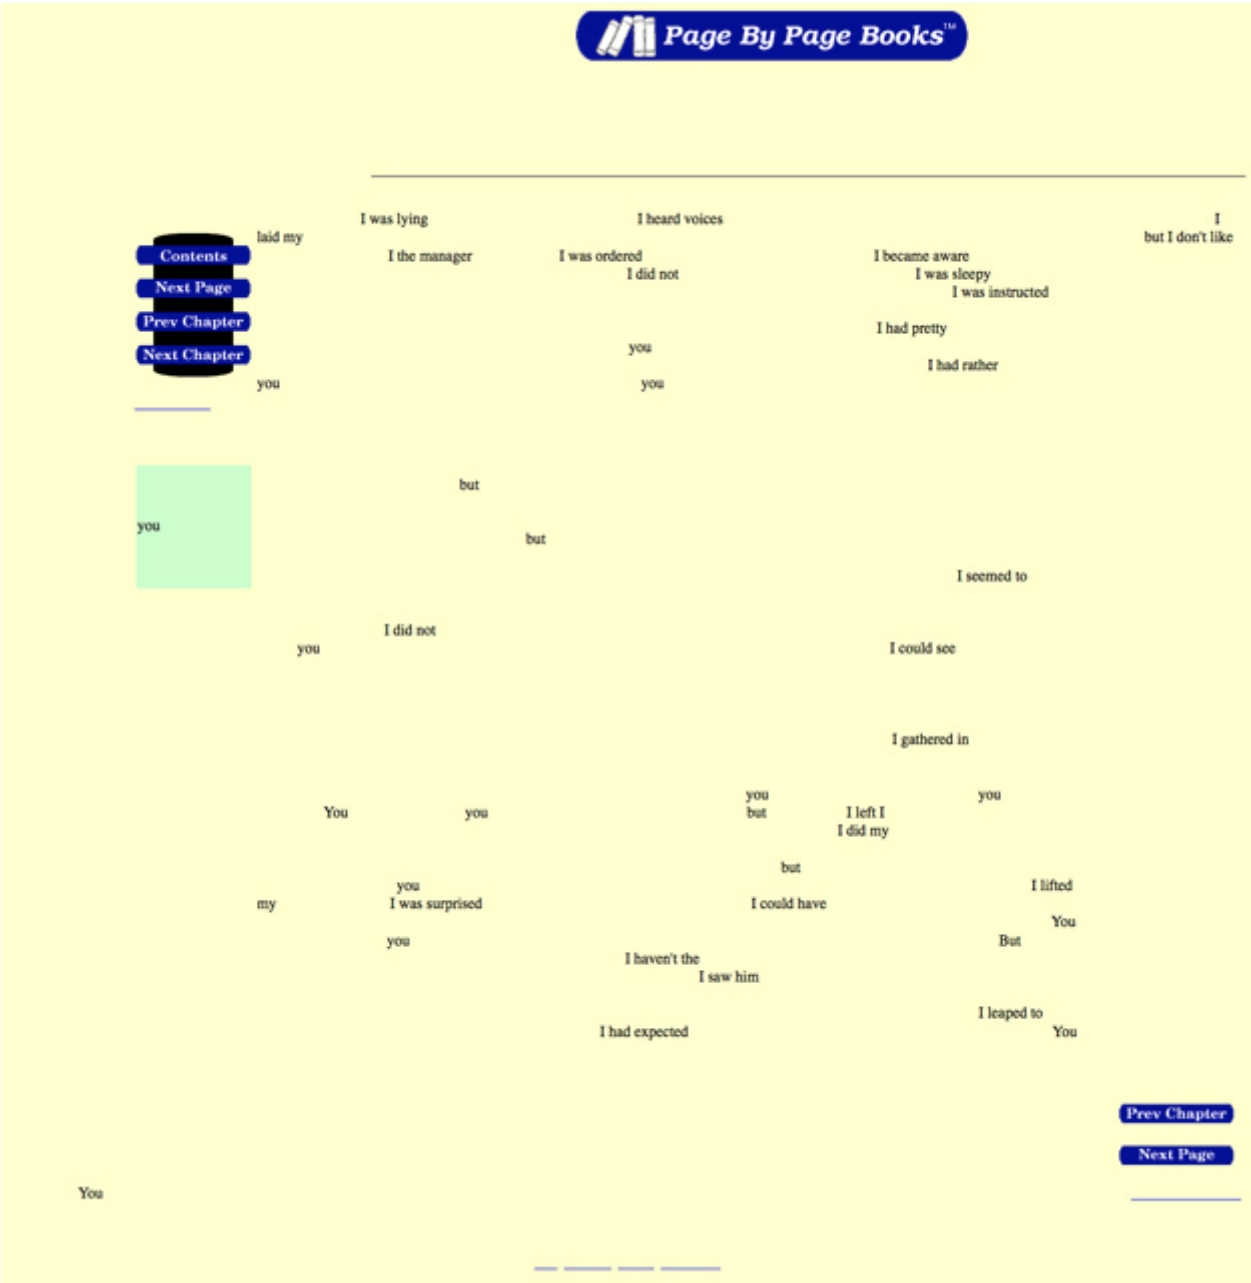 Page By Page Books™
I was lying I heard voices I
laid my but I don't like
Contents I the manager I was ordered I became aware
I did not I was sleepy
Next Page I was instructed
Prev Chapter
I had pretty
you
Next Chapter
I had rather
you you
but
you
but
I seemed to
I did not
you I could see
I gathered in
you you
You you but I left I
I did my
but
you I lifted
my I was surprised I could have
You
you But
I haven't the
I saw him
I leaped to
I had expected You
Prev Chapter
Next Page
You